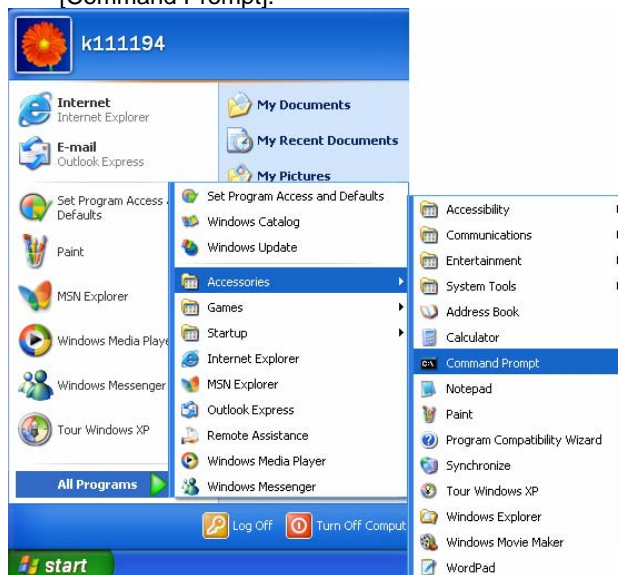 [Command Prompt].
k111194
Internet
Internet Explorer
E-mail
Outlook Express
Set Program Access
Defaults
Paint
MSN Explorer
Windows Media Playe
Windows Messenger
Tour Windows XP
All Programs
My Documents
My Recent Documents
My Pictures
Set Program Access and Defaults
Windows Catalog
Windows Update
Accessories
Games
Startup
Internet Explorer
MSN Explorer
Outlook Express
Remote Assistance
Windows Media Player
Windows Messenger
Accessibility
Communications
Entertainment
System Tools
Address Book
Calculator
Command Prompt
Notepad
Paint
Program Compatibility Wizard
Synchronize
Tour Windows XP
Windows Explorer
Windows Movie Maker
WordPad
Log Off
Turn Off Comput
start